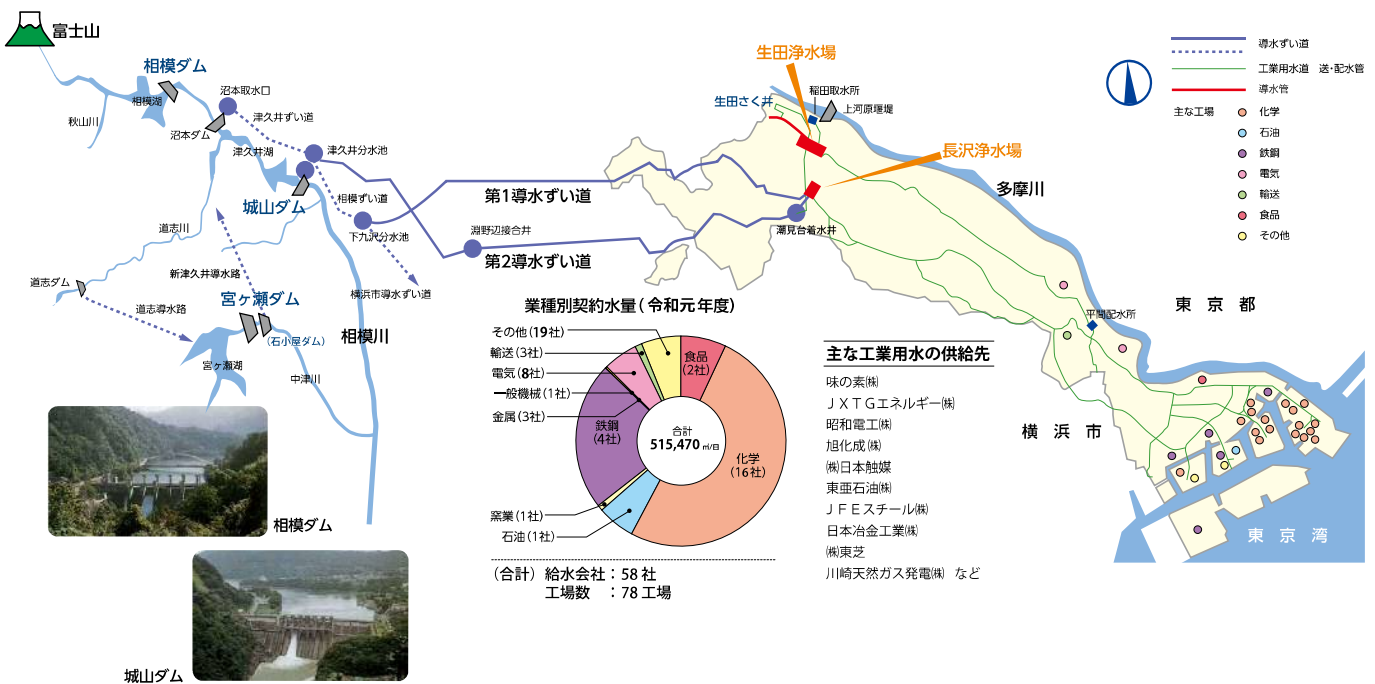 富士山
相模ダム
相模湖
秋山川
沼本取水口
沼本ダム
津久井ずい道
津久井湖
津久井分水池
城山ダム
相模ずい道
下九沢分水池
道志川
新津久井導水路
道志ダム
道志導水路
宮ヶ瀬ダム
(石小屋ダム)
宮ヶ瀬湖
中津川
横浜市導水ずい道
相模川
淵野辺接合井
第1導水ずい道
第2導水ずい道
生田浄水場
生田さく井
稲田取水所
上河原堰堤
長沢浄水場
多摩川
潮見台着水井
平間配水所
東京都
横浜市
東京湾
導水ずい道
工業用水道 送・配水管
導水管
主な工場
化学
石油
鉄鋼
電気
輸送
食品
その他
業種別契約水量(令和元年度)
その他(19社)
輸送(3社)
電気(8社)
一般機械(1社)
金属(3社)
鉄鋼
(4社)
窯業(1社)
石油(1社)
食品
(2社)
化学
(16社)
合計
515,470㎥/日
(合計) 給水会社:58社
工場数 :78工場
主な工業用水の供給先
味の素㈱
JXTGエネルギー㈱
昭和電工㈱
旭化成㈱
㈱日本触媒
東亜石油㈱
JFEスチール㈱
日本冶金工業㈱
㈱東芝
川崎天然ガス発電㈱ など
相模ダム
城山ダム